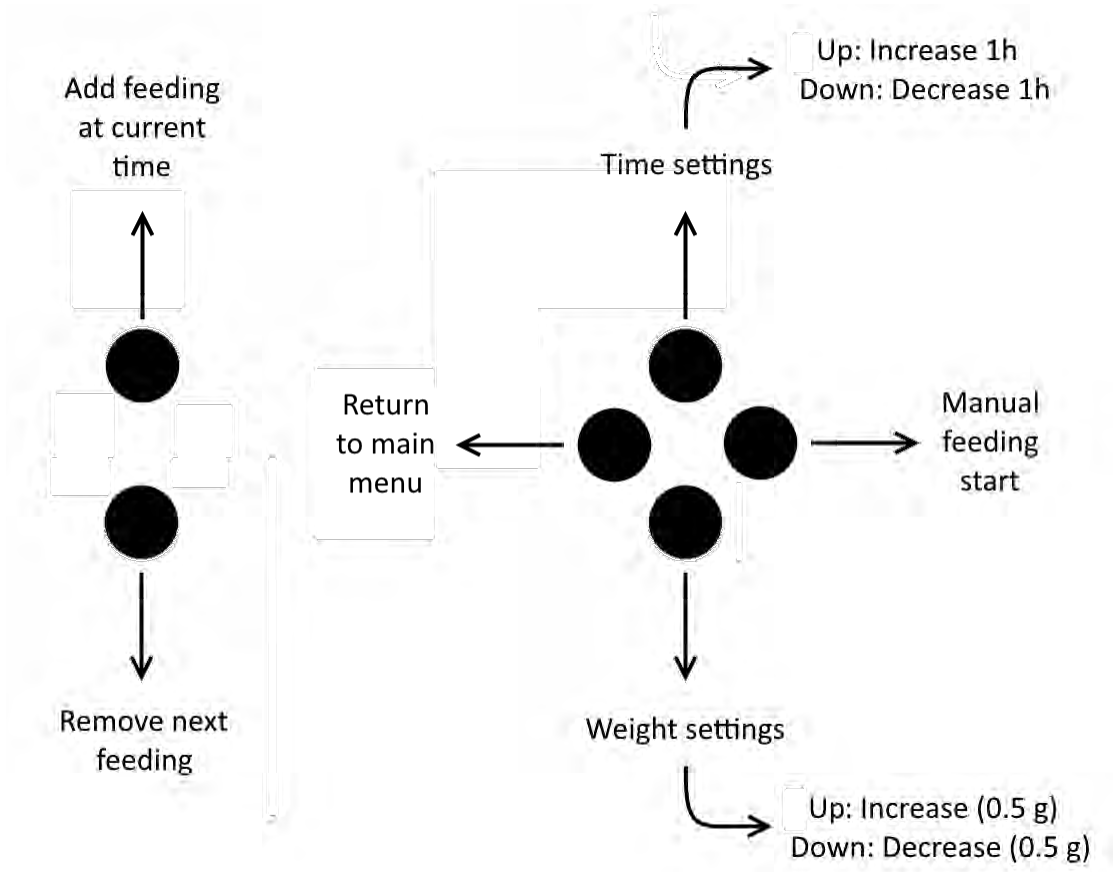 Add feeding
at current
time
Remove next
feeding
Up: Increase 1h
Down: Decrease 1h
Time settings
Return
to main
menu
Manual
feeding
start
Weight settings
Up: Increase (0.5 g)
Down: Decrease (0.5 g)